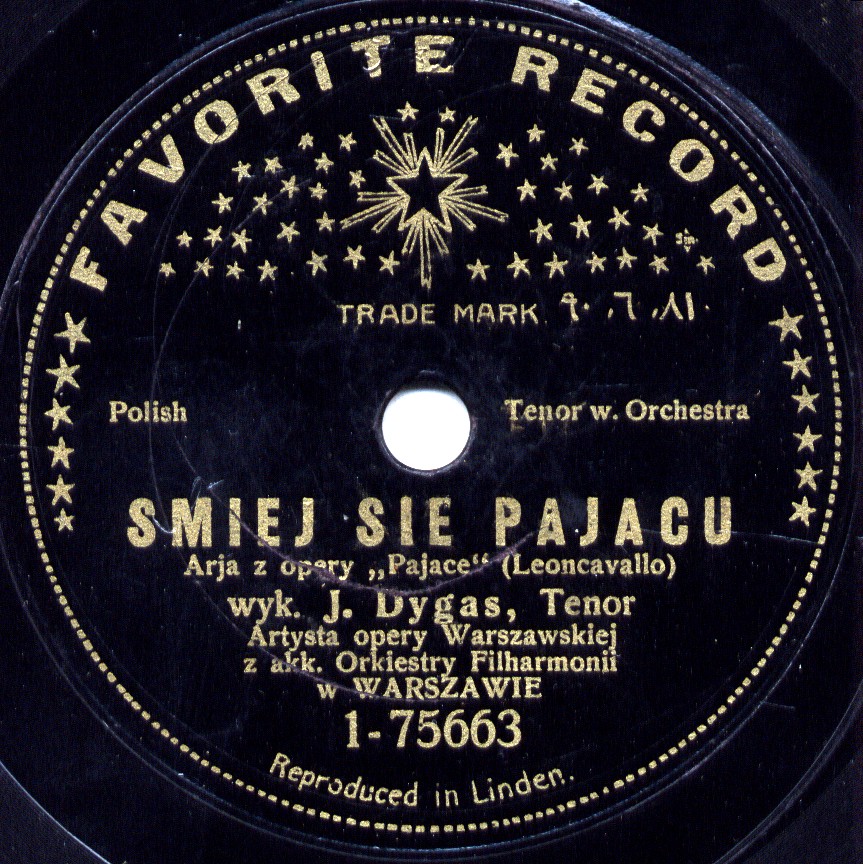 FAVORITE RECORD
TRADE MARK
Polish
Tenor w. Orchestra
SMIEJ SIE PAJACU
Arja z opery „Pajace“ (Leoncavallo)
wyk. J. Dygas, Tenor
Artysta opery Warszawskiej
z akk. Orkiestry Filharmonii
w WARSZAWIE
1-75663
Reproduced in Linden.